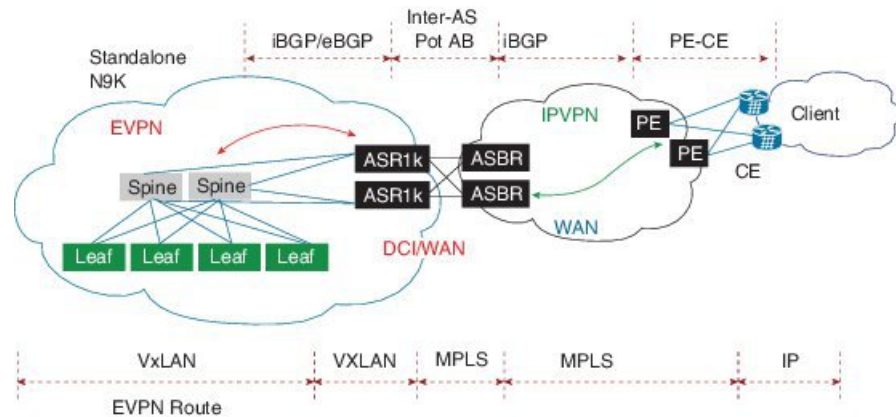 Inter-AS
iBGP/eBGP
Pot AB
iBGP
PE-CE
Standalone
N9K
EVPN
IPVPN
Client
PE
PE
CE
ASR1k
ASBR
ASR1k
ASBR
Spine
Spine
WAN
DCI/WAN
Leaf
Leaf
Leaf
Leaf
VxLAN
VXLAN
MPLS
MPLS
IP
EVPN Route